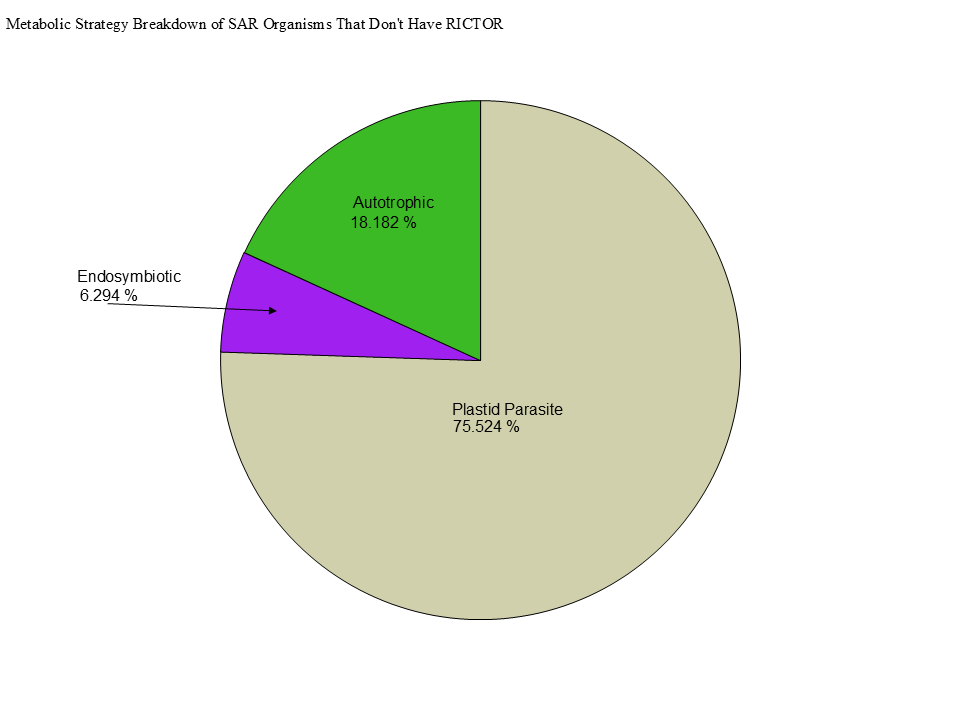 Metabolic Strategy Breakdown of SAR Organisms That Don't Have RICTOR
Autotrophic
18.182 %
Endosymbiotic
6.294 %
Plastid Parasite
75.524 %